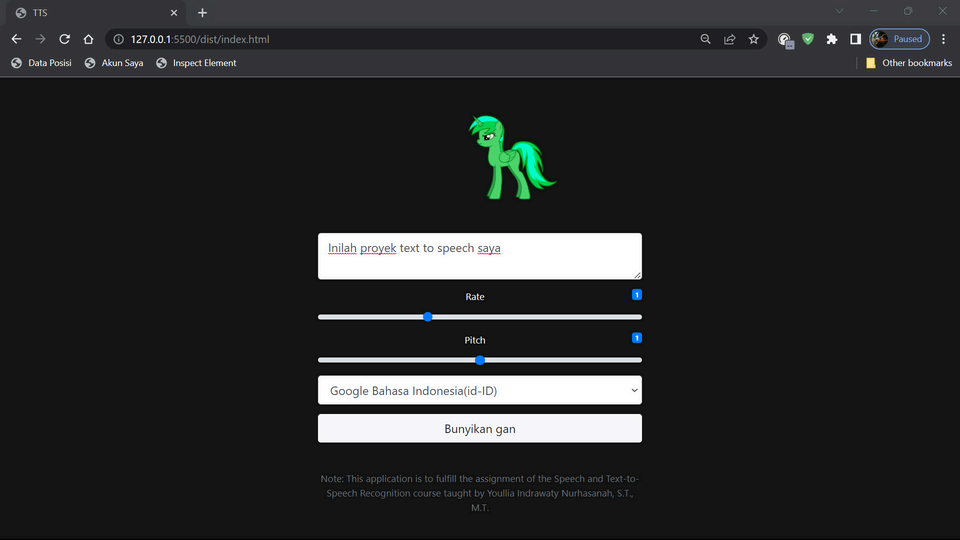 TTS
127.0.0.1:5500/dist/index.html
Paused
Data Posisi
Akun Saya
Inspect Element
Other bookmarks
Inilah proyek text to speech saya
Rate
1
Pitch
1
Google Bahasa Indonesia(id-ID)
Bunyikan gan
Note: This application is to fulfill the assignment of the Speech and Text-to-
Speech Recognition course taught by Youllia Indrawaty Nurhasanah, S.T.,
M.T.